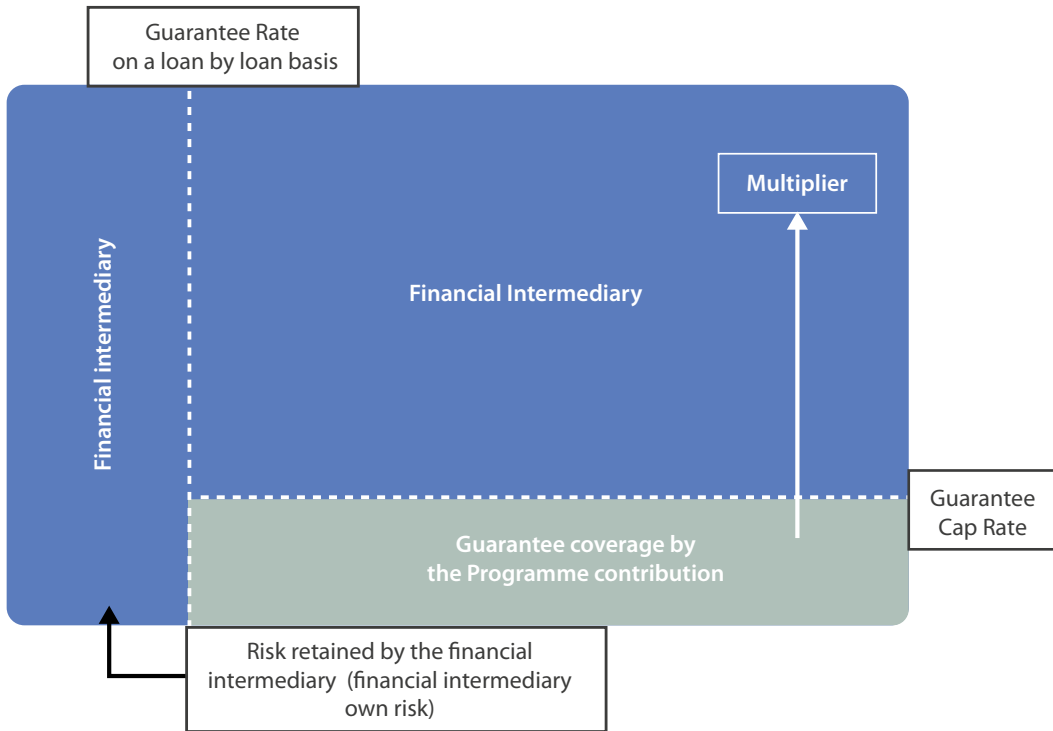 Guarantee Rate
on a loan by loan basis
Multiplier
Financial intermediary
Financial Intermediary
Guarantee
Cap Rate
Guarantee coverage by
the Programme contribution
Risk retained by the financial
intermediary (financial intermediary
own risk)